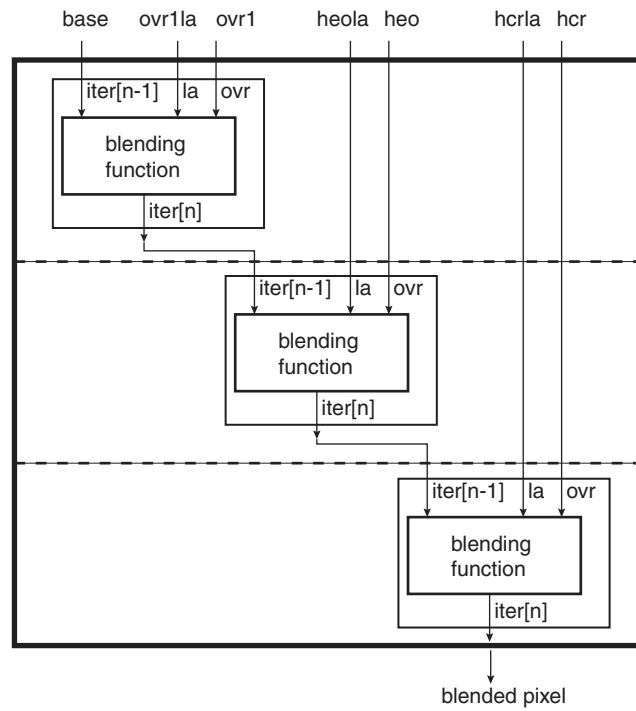 base ovr1la ovr1 heola heo hcrla hcr
iter[n-1] la ovr
blending
function
iter[n]
iter[n-1] la ovr
blending
function
iter[n]
iter[n-1] la ovr
blending
function
iter[n]
blended pixel